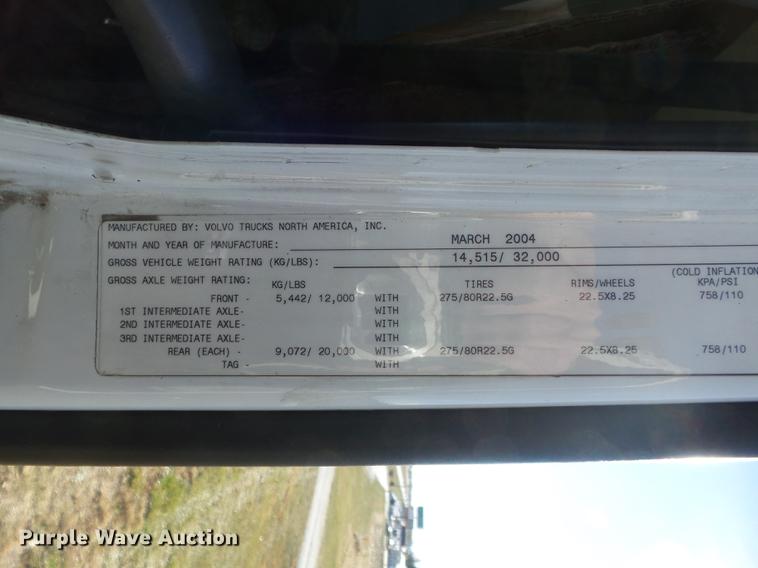 MANUFACTURED BY: VOLVO TRUCKS NORTH AMERICA, INC.
MONTH AND YEAR OF MANUFACTURE: MARCH 2004
GROSS VEHICLE WEIGHT RATING (KG/LBS): 14,515/ 32,000
(COLD INFLATION
GROSS AXLE WEIGHT RATING: KG/LBS TIRES RIMS/WHEELS KPA/PSI
FRONT - 5,442/ 12,000 WITH 275/80R22.5G 22.5X8.25 758/110
1ST INTERMEDIATE AXLE- WITH
2ND INTERMEDIATE AXLE- WITH
3RD INTERMEDIATE AXLE- WITH
REAR (EACH) - 9,072/ 20,000 WITH 275/80R22.5G 22.5X8.25 758/110
TAG - WITH
Purple Wave Auction